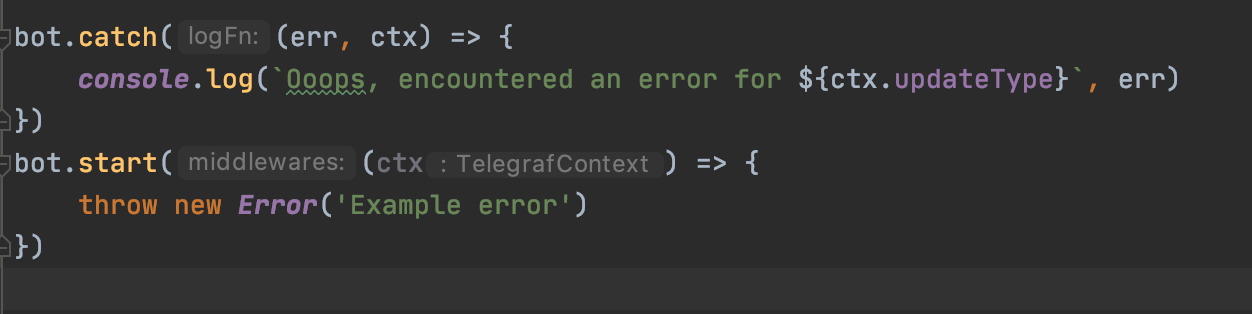 bot.catch( logFn: (err, ctx) => {
    console.log(`Ooops, encountered an error for ${ctx.updateType}`, err)
})
bot.start( middlewares: (ctx : TelegrafContext ) => {
    throw new Error('Example error')
})